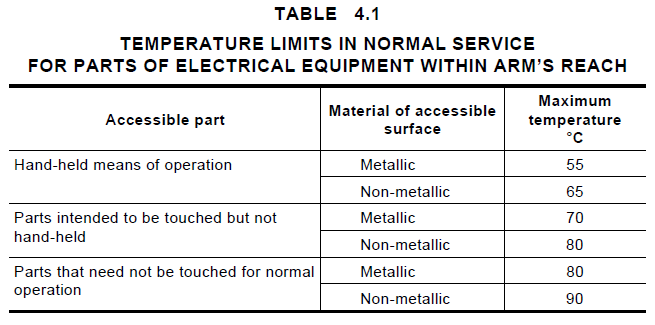 TABLE 4.1
TEMPERATURE LIMITS IN NORMAL SERVICE
FOR PARTS OF ELECTRICAL EQUIPMENT WITHIN ARM'S REACH
Accessible part
Material of accessible
surface
Maximum
temperature
°C
Hand-held means of operation
Metallic
55
Non-metallic
65
Parts intended to be touched but not
hand-held
Metallic
70
Non-metallic
80
Parts that need not be touched for normal
operation
Metallic
80
Non-metallic
90